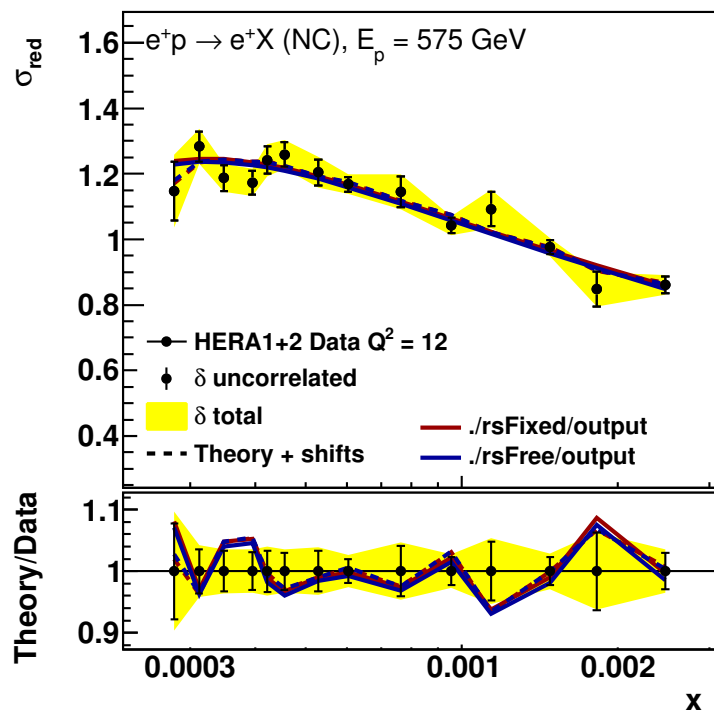 e⁺p → e⁺X (NC), E_p = 575 GeV
σ_red
1.6
1.4
1.2
1
0.8
0.6
0.4
HERA1+2 Data Q² = 12
δ uncorrelated
δ total
Theory + shifts
./rsFixed/output
./rsFree/output
Theory/Data
1.1
1
0.9
0.0003
0.001
0.002
x